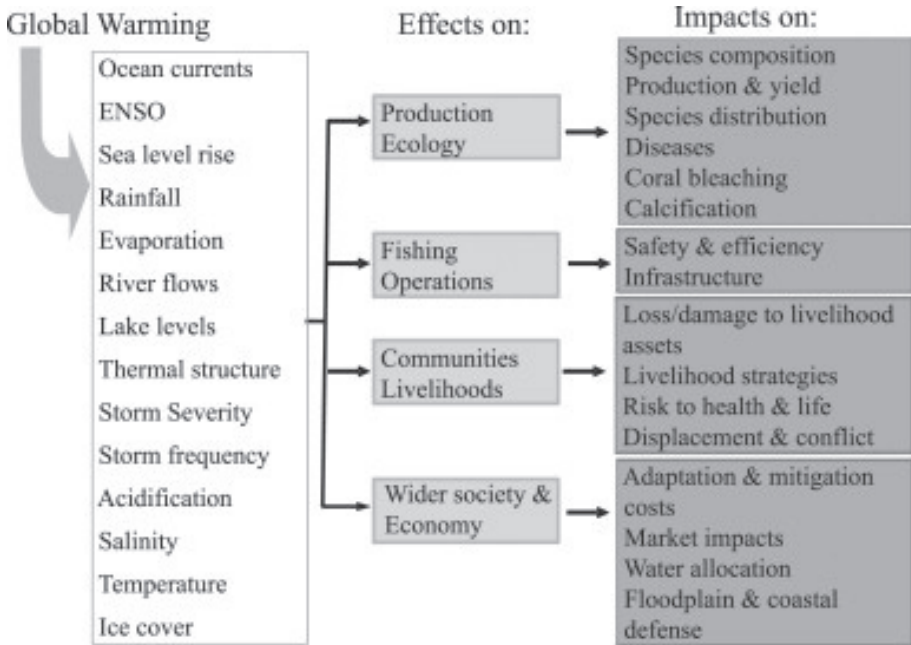 Global Warming
Ocean currents
ENSO
Sea level rise
Rainfall
Evaporation
River flows
Lake levels
Thermal structure
Storm Severity
Storm frequency
Acidification
Salinity
Temperature
Ice cover
Effects on:
Production
Ecology
Fishing
Operations
Communities
Livelihoods
Wider society &
Economy
Impacts on:
Species composition
Production & yield
Species distribution
Diseases
Coral bleaching
Calcification
Safety & efficiency
Infrastructure
Loss/damage to livelihood
assets
Livelihood strategies
Risk to health & life
Displacement & conflict
Adaptation & mitigation
costs
Market impacts
Water allocation
Floodplain & coastal
defense